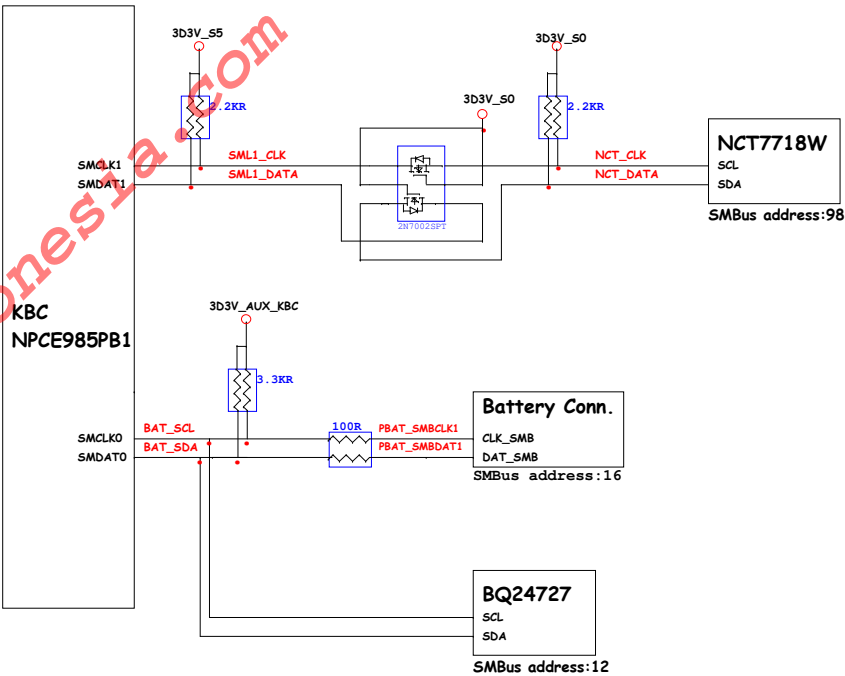 3D3V_S5
3D3V_S0
2.2KR
3D3V_S0
2.2KR
NCT7718W
SMCLK1
SML1_CLK
NCT_CLK
SCL
SMDAT1
SML1_DATA
NCT_DATA
SDA
2N7002SPT
SMBus address:98
onesia.com
KBC
NPCE985PB1
3D3V_AUX_KBC
3.3KR
Battery Conn.
SMCLK0
BAT_SCL
100R
PBAT_SMBCLK1
CLK_SMB
SMDAT0
BAT_SDA
PBAT_SMBDAT1
DAT_SMB
SMBus address:16
BQ24727
SCL
SDA
SMBus address:12